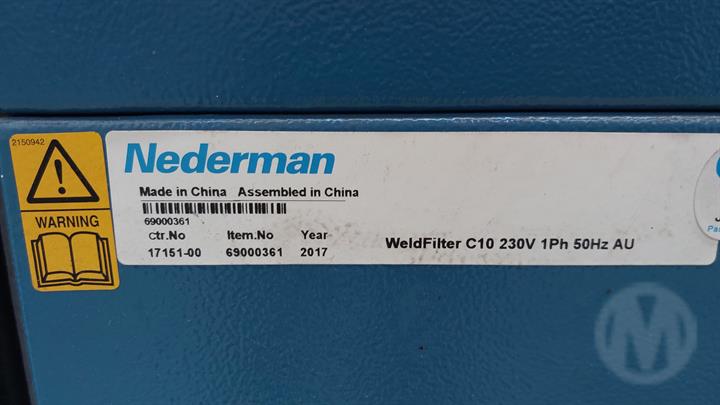 2150942
WARNING
Nederman
Made in China Assembled in China
69000361
Ctr.No Item.No Year
17151-00 69000361 2017
WeldFilter C10 230V 1Ph 50Hz AU
M